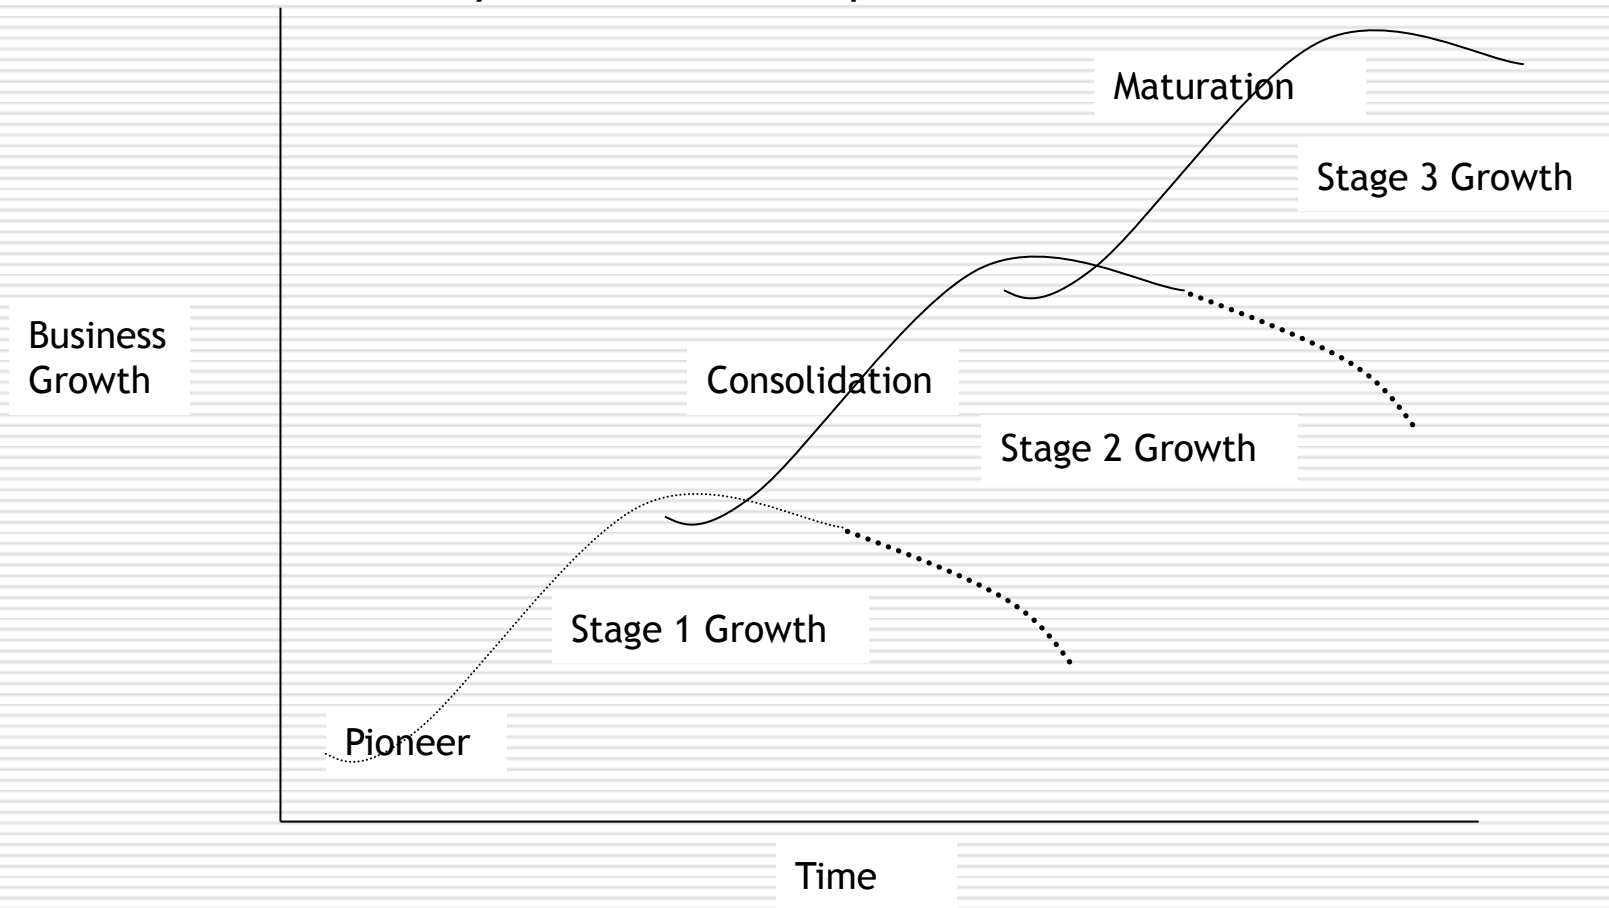 Maturation
Stage 3 Growth
Business
Growth
Consolidation
Stage 2 Growth
Stage 1 Growth
Pioneer
Time